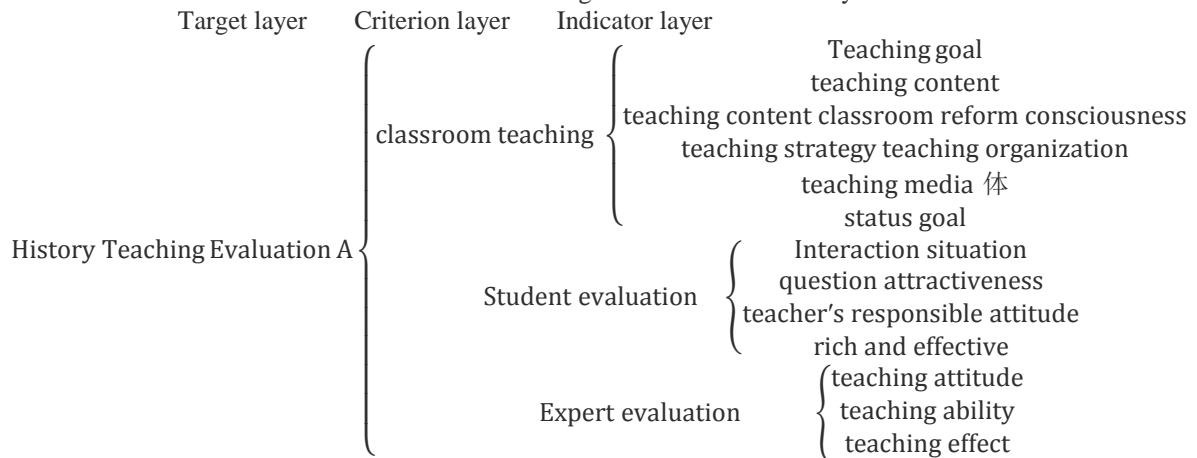 Target layer Criterion layer Indicator layer
Teaching goal
teaching content
teaching content classroom reform consciousness
classroom teaching
teaching strategy teaching organization
teaching media 体
status goal
History Teaching Evaluation A
Interaction situation
question attractiveness
Student evaluation
teacher's responsible attitude
rich and effective
teaching attitude
Expert evaluation
teaching ability
teaching effect